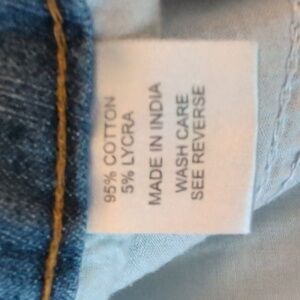 95% COTTON
5% LYCRA
MADE IN INDIA
WASH CARE
SEE REVERSE